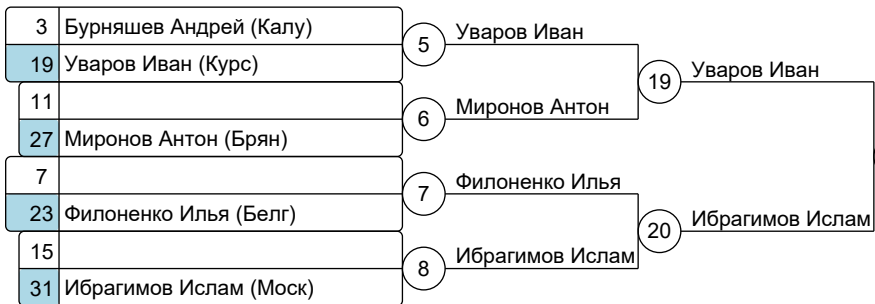 3 Бурняшев Андрей (Калу)
5 Уваров Иван
19 Уваров Иван (Курс)
19 Уваров Иван
11
6 Миронов Антон
27 Миронов Антон (Брян)
7
7 Филоненко Илья
23 Филоненко Илья (Белг)
20 Ибрагимов Ислам
15
8 Ибрагимов Ислам
31 Ибрагимов Ислам (Моск)